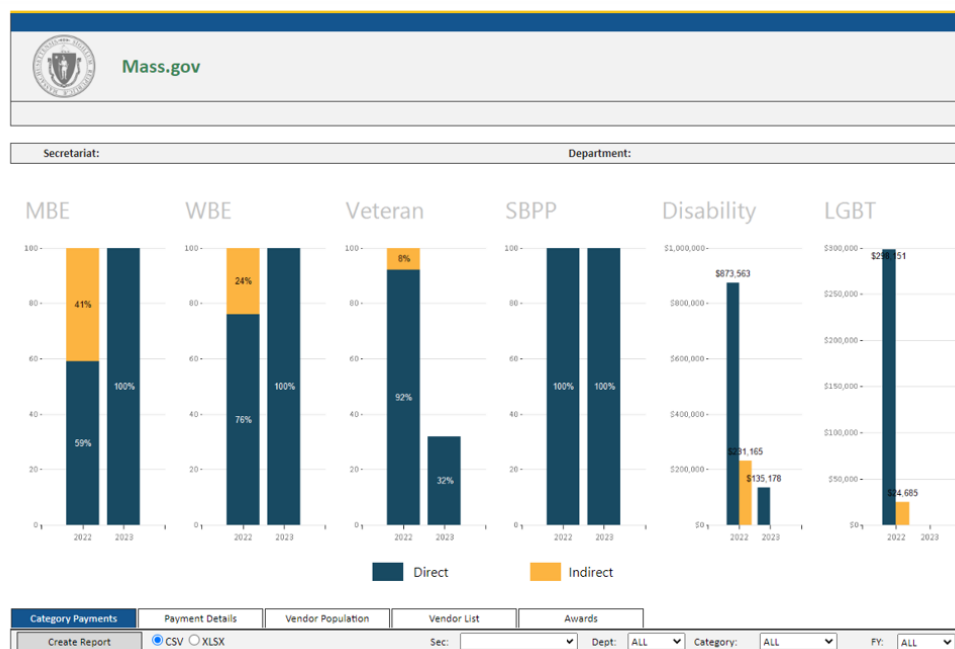 Mass.gov
Secretariat: Department:
MBE WBE Veteran SBPP Disability LGBT
100 100 100 100 $1,000,000 $300,000
8% $298,151
24% $873,563
41% $250,000
80 80 80 80 $800,000
$200,000
60 60 60 60 $600,000
100% 100% 92% 100% 100% $150,000
40 40 40 40 $400,000
76% $100,000
59% $231,165
20 20 20 20 $200,000
32% $135,178 $50,000
$24,685
0 0 0 0 $0 $0
2022 2023 2022 2023 2022 2023 2022 2023 2022 2023 2022 2023
Direct Indirect
Category Payments Payment Details Vendor Population Vendor List Awards
Create Report CSV XLSX Sec: Dept: ALL Category: ALL FY: ALL